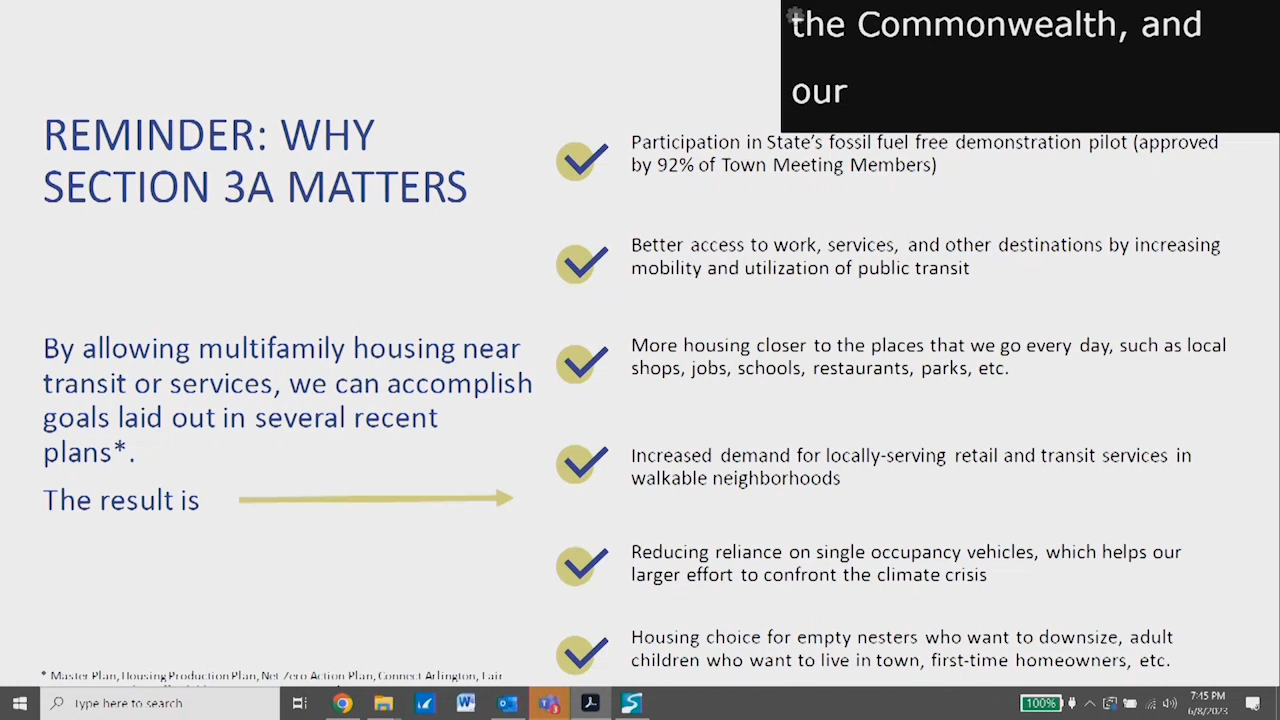 the Commonwealth, and
our
REMINDER: WHY
SECTION 3A MATTERS
By allowing multifamily housing near
transit or services, we can accomplish
goals laid out in several recent
plans*.
The result is
Participation in State's fossil fuel free demonstration pilot (approved
by 92% of Town Meeting Members)
Better access to work, services, and other destinations by increasing
mobility and utilization of public transit
More housing closer to the places that we go every day, such as local
shops, jobs, schools, restaurants, parks, etc.
Increased demand for locally-serving retail and transit services in
walkable neighborhoods
Reducing reliance on single occupancy vehicles, which helps our
larger effort to confront the climate crisis
Housing choice for empty nesters who want to downsize, adult
children who want to live in town, first-time homeowners, etc.
* Master Plan, Housing Production Plan, Net Zero Action Plan, Connect Arlington, Fair
Type here to search
100%
7:45 PM
6/8/2023